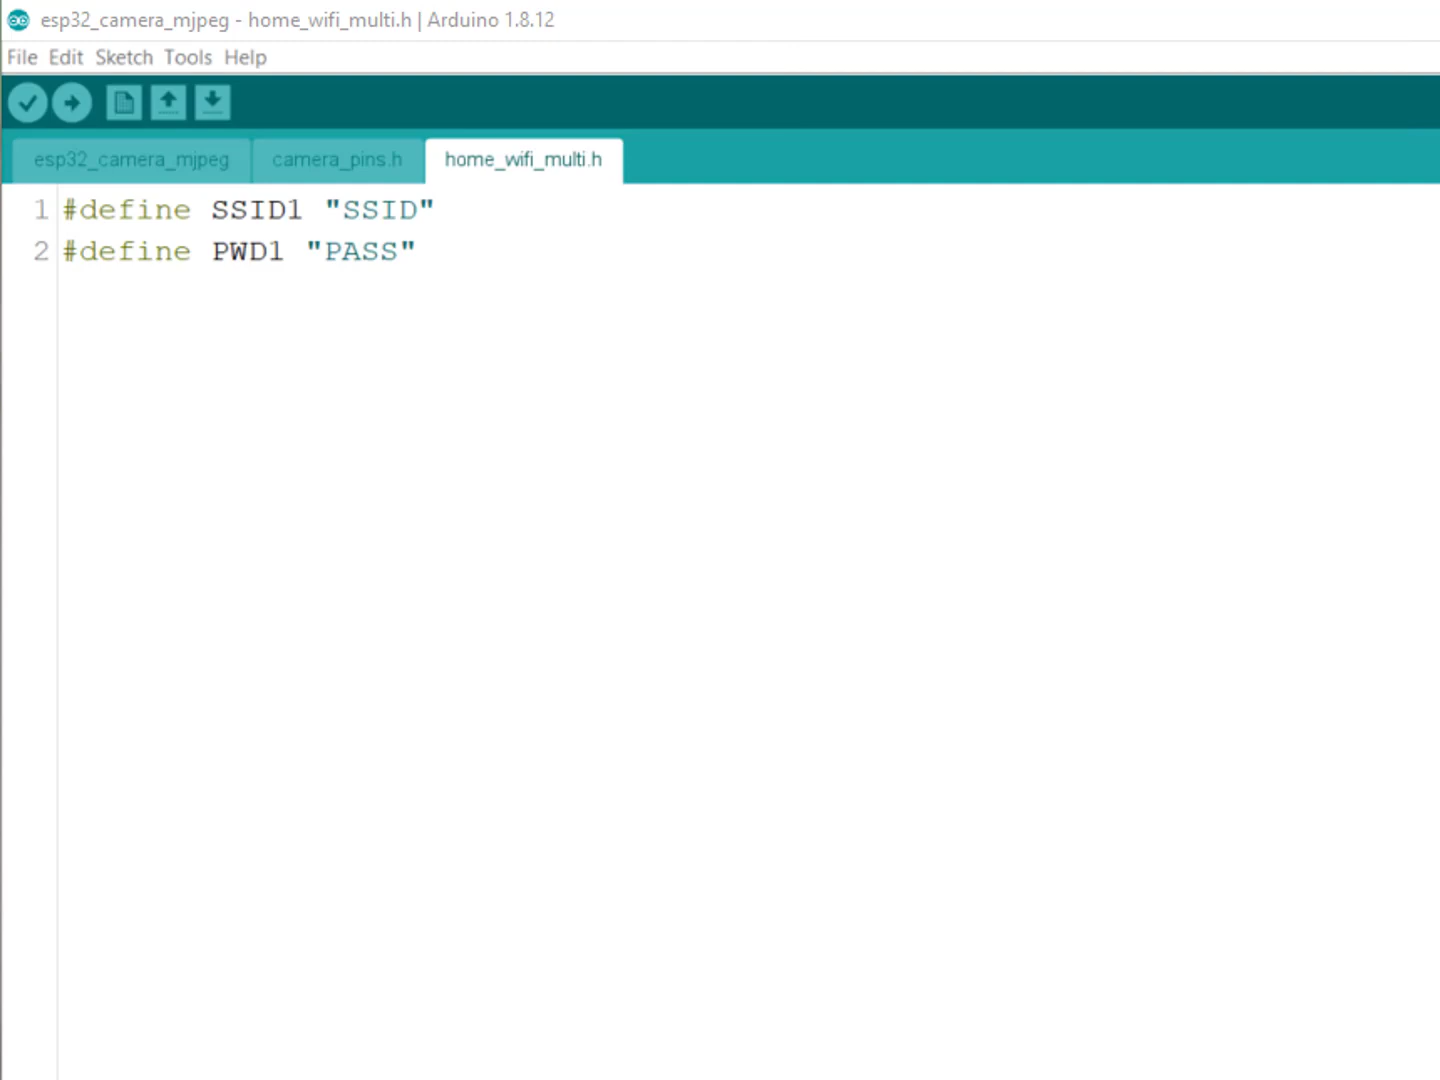 esp32_camera_mjpeg - home_wifi_multi.h | Arduino 1.8.12
File Edit Sketch Tools Help
esp32_camera_mjpeg camera_pins.h home_wifi_multi.h
1 #define SSID1 "SSID"
2 #define PWD1 "PASS"